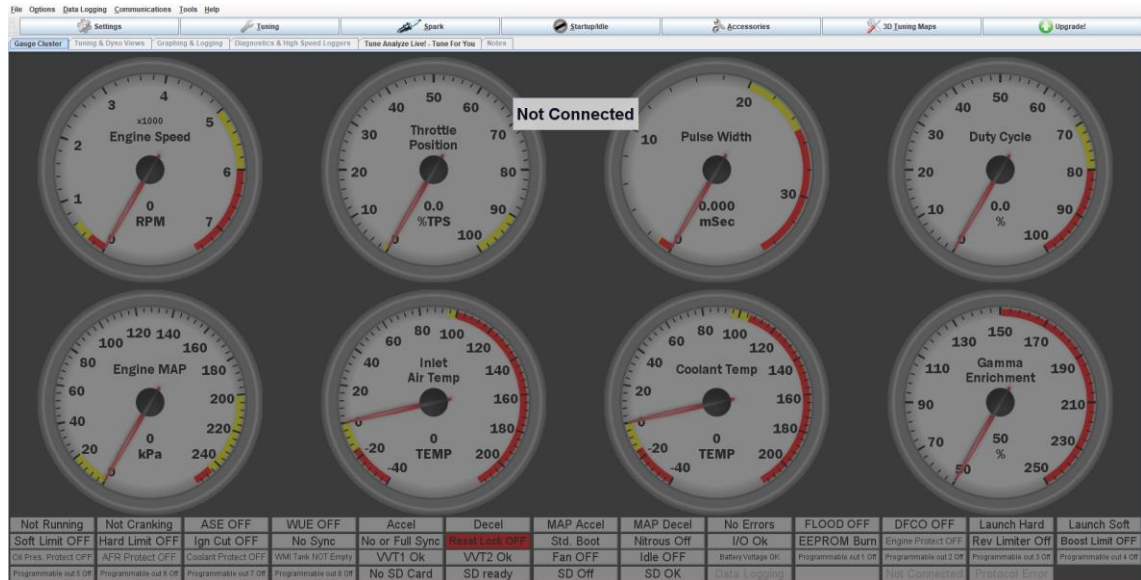 File Options Data Logging Communications Tools Help
Settings Tuning Spark Startup/Idle Accessories 3D Tuning Maps Upgrade!
Gauge Cluster Tuning & Dyno Views Graphing & Logging Diagnostics & High Speed Loggers Tune Analyze Live! - Tune For You Notes
Not Connected
0 1 2 3 4 5 6 7
x1000
Engine Speed
0
RPM
0 10 20 30 40 50 60 70 80 90 100
Throttle
Position
0.0
%TPS
0 10 20 30
Pulse Width
0.000
mSec
0 10 20 30 40 50 60 70 80 90 100
Duty Cycle
0.0
%
0 20 40 60 80 100 120 140 160 180 200 220 240
Engine MAP
0
kPa
-40 -20 0 20 40 60 80 100 120 140 160 180 200
Inlet
Air Temp
0
TEMP
-40 -20 0 20 40 60 80 100 120 140 160 180 200
Coolant Temp
0
TEMP
50 70 90 110 130 150 170 190 210 230 250
Gamma
Enrichment
50
%
Not Running Not Cranking ASE OFF WUE OFF Accel Decel MAP Accel MAP Decel No Errors FLOOD OFF DFCO OFF Launch Hard Launch Soft
Soft Limit OFF Hard Limit OFF Ign Cut OFF No Sync No or Full Sync Reset Lock OFF Std. Boot Nitrous Off I/O Ok EEPROM Burn Engine Protect OFF Rev Limiter Off Boost Limit OFF
Oil Pres. Protect OFF AFR Protect OFF Coolant Protect OFF WMI Tank NOT Empty VVT1 Ok VVT2 Ok Fan OFF Idle OFF Battery Voltage OK Programmable out 1 Off Programmable out 2 Off Programmable out 3 Off Programmable out 4 Off
Programmable out 5 Off Programmable out 6 Off Programmable out 7 Off Programmable out 8 Off No SD Card SD ready SD Off SD OK Data Logging Not Connected Protocol Error